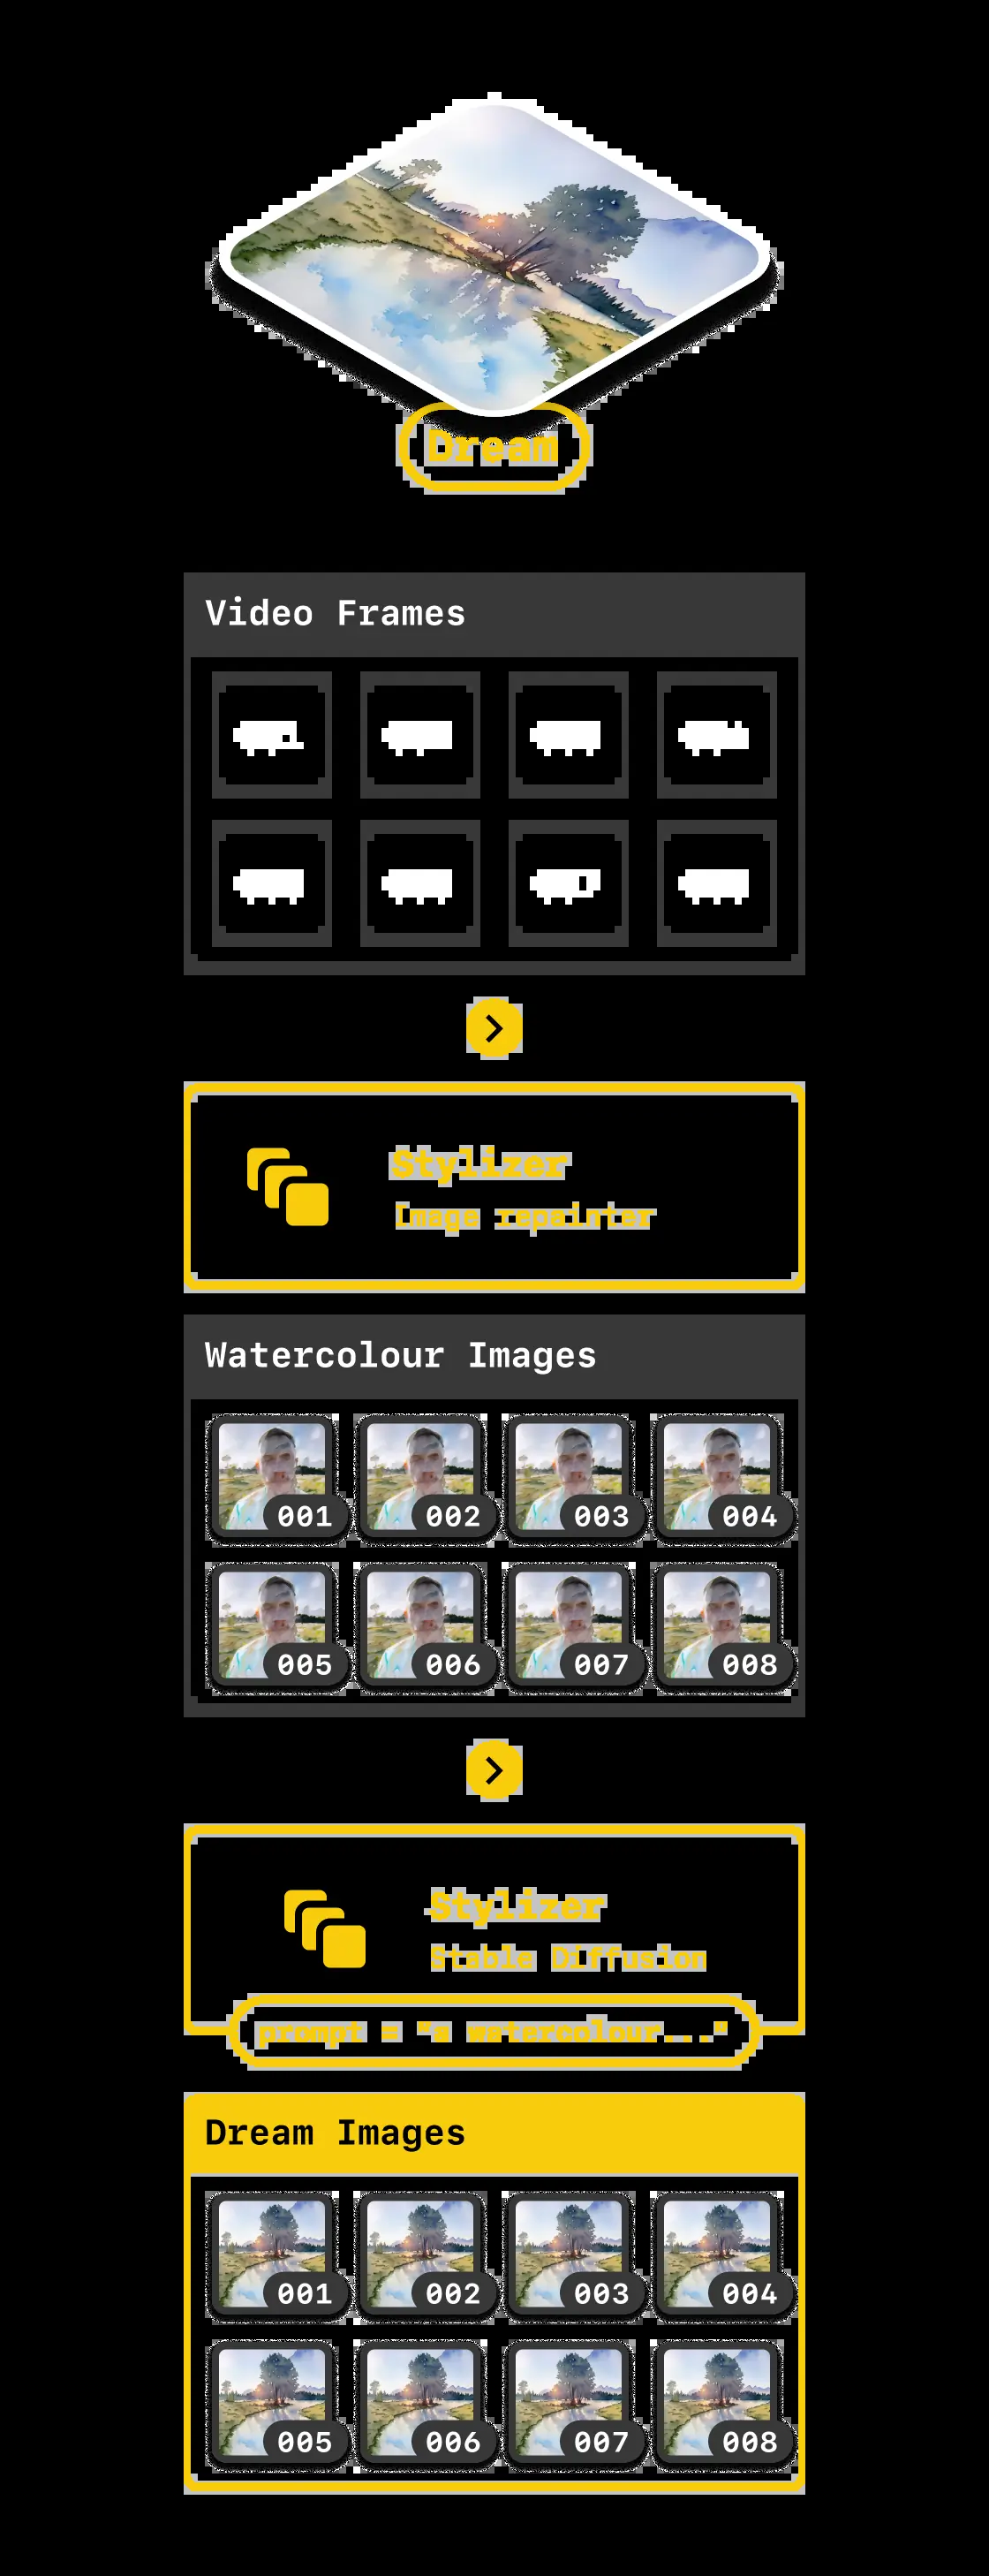 Dream
Video Frames
Stylizer
Image repainter
Watercolour Images
001 002 003 004
005 006 007 008
Stylizer
Stable Diffusion
prompt = "a watercolour..."
Dream Images
001 002 003 004
005 006 007 008